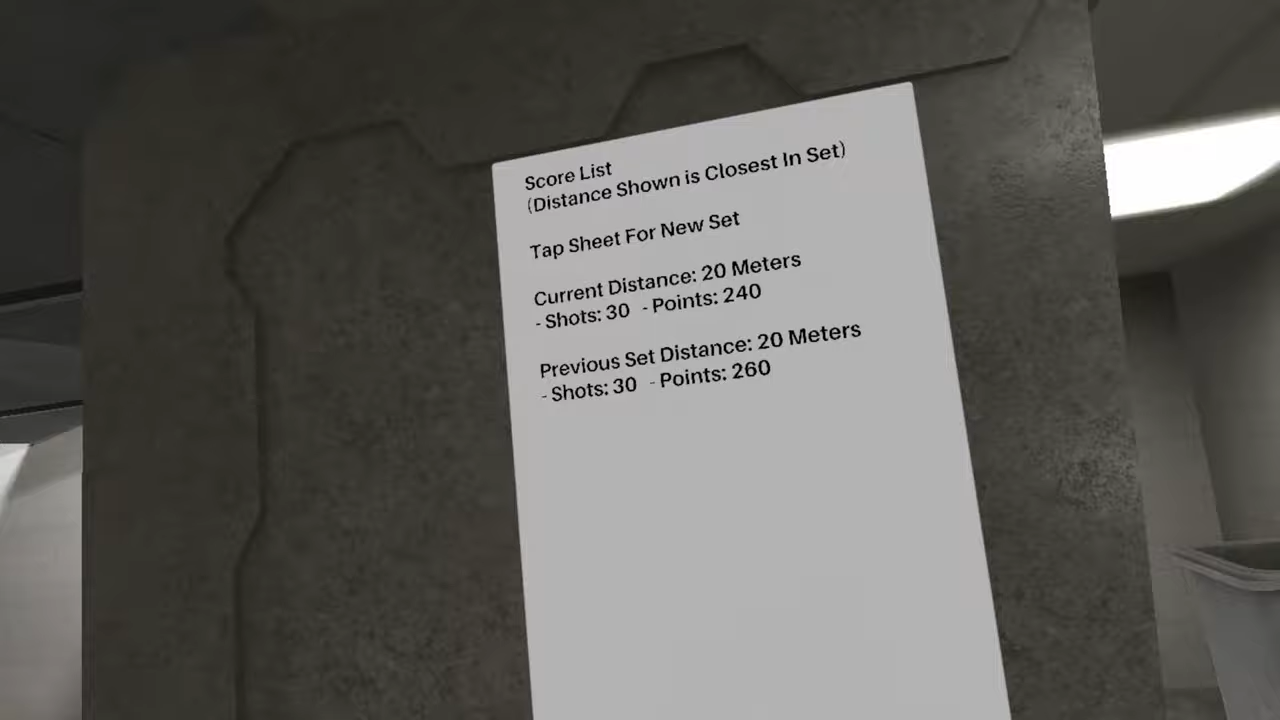 Score List
(Distance Shown is Closest In Set)
Tap Sheet For New Set
Current Distance: 20 Meters
- Shots: 30 - Points: 240
Previous Set Distance: 20 Meters
- Shots: 30 - Points: 260